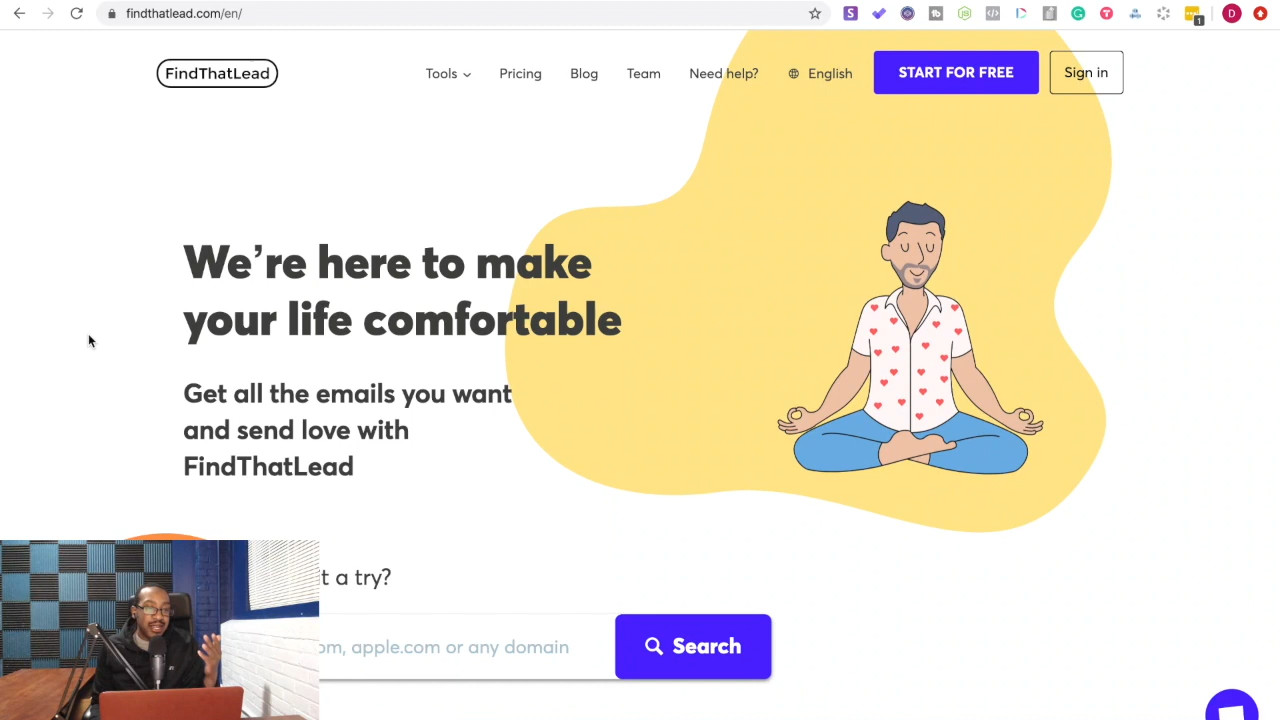 findthatlead.com/en/
1
D
FindThatLead
Tools
Pricing
Blog
Team
Need help?
English
START FOR FREE
Sign in
We're here to make
your life comfortable
Get all the emails you want
and send love with
FindThatLead
t a try?
om, apple.com or any domain
Search